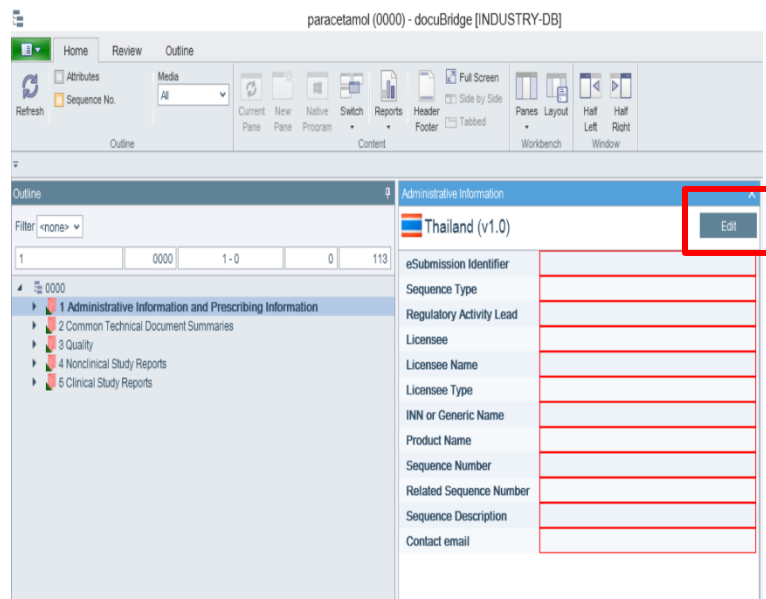 paracetamol (0000) - docuBridge [INDUSTRY-DB]
Home Review Outline
Refresh
Attributes
Sequence No.
Media
All
Outline
Current Pane
New Pane
Native Program
Switch
Reports
Header Footer
Full Screen
Side by Side
Tabbed
Content
Panes
Layout
Workbench
Half Left
Half Right
Window
Outline
Filter <none>
1 0000 1 - 0 0 113
0000
1 Administrative Information and Prescribing Information
2 Common Technical Document Summaries
3 Quality
4 Nonclinical Study Reports
5 Clinical Study Reports
Administrative Information
Thailand (v1.0)
Edit
eSubmission Identifier
Sequence Type
Regulatory Activity Lead
Licensee
Licensee Name
Licensee Type
INN or Generic Name
Product Name
Sequence Number
Related Sequence Number
Sequence Description
Contact email